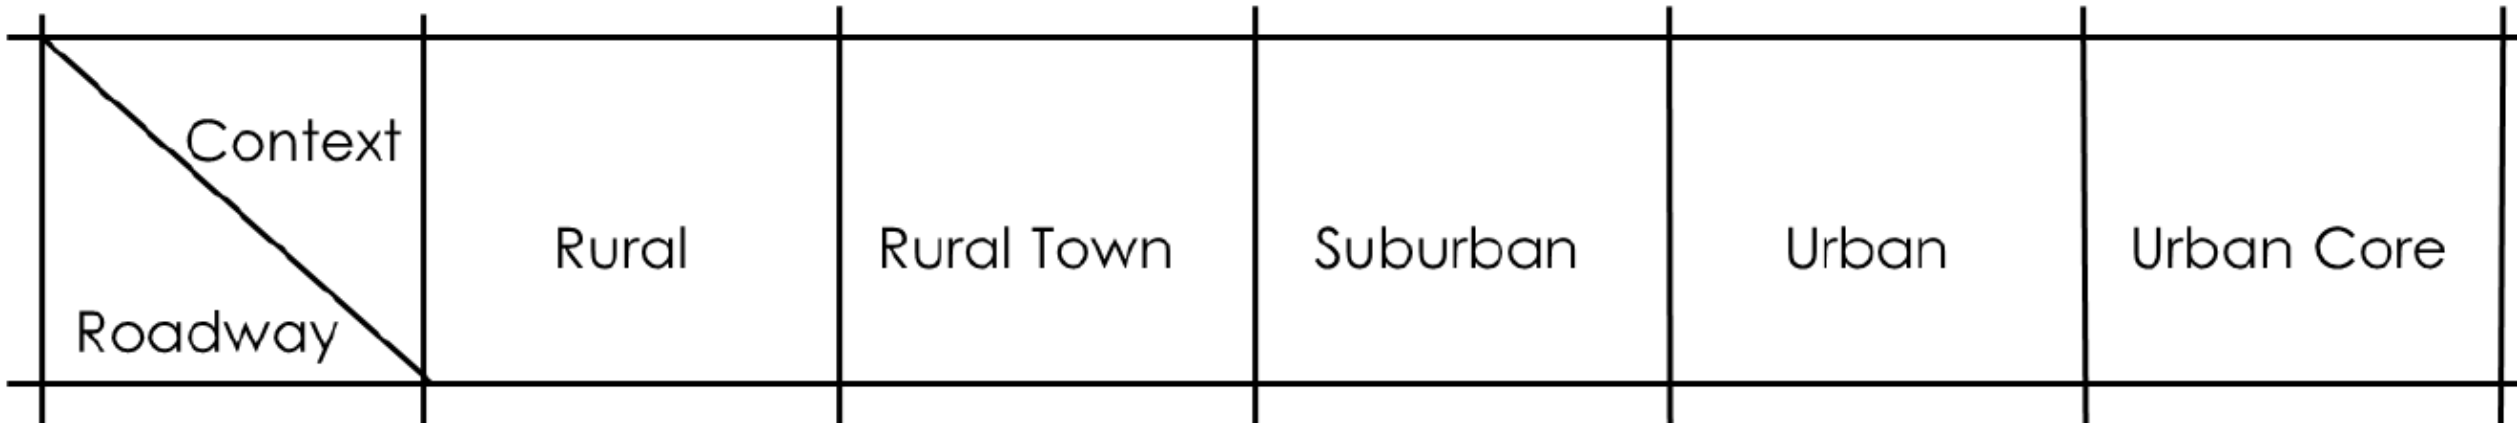 Context
Roadway
Rural
Rural Town
Suburban
Urban
Urban Core